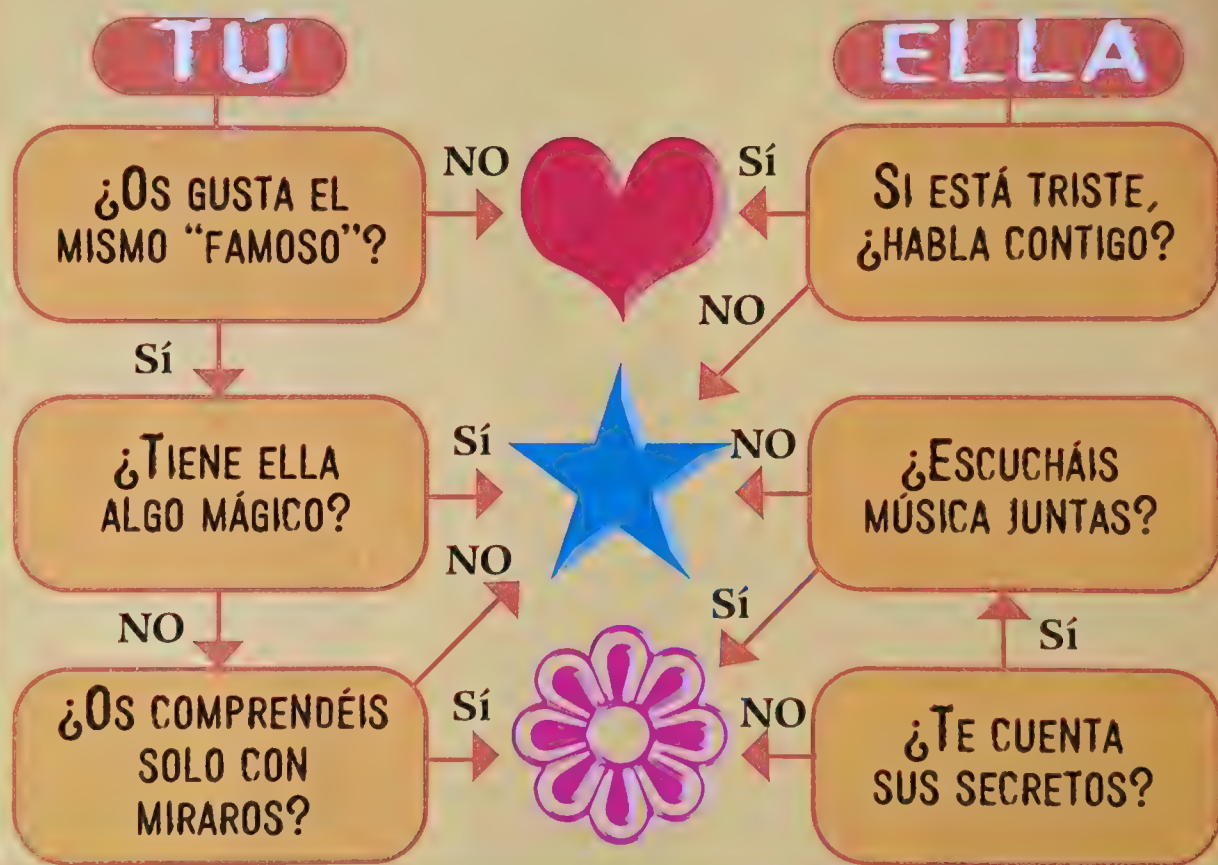 TÚ
ELLA
¿OS GUSTA EL
MISMO “FAMOSO”?
NO
Sí
SI ESTÁ TRISTE,
¿HABLA CONTIGO?
NO
Sí
¿TIENE ELLA
ALGO MÁGICO?
Sí
NO
¿ESCUCHÁIS
MÚSICA JUNTAS?
NO
NO
Sí
Sí
¿OS COMPRENDÉIS
SOLO CON
MIRAROS?
Sí
NO
¿TE CUENTA
SUS SECRETOS?